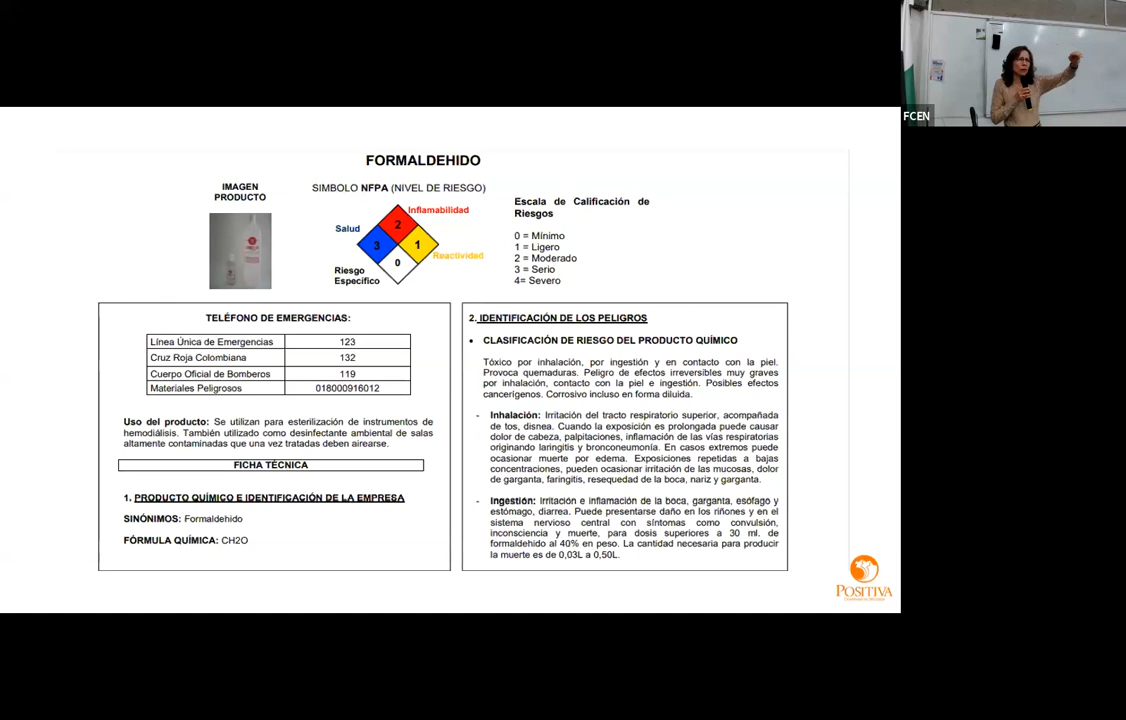 FCEN
FORMALDEHIDO
IMAGEN
PRODUCTO
SIMBOLO NFPA (NIVEL DE RIESGO)
Inflamabilidad
Salud
2
3
1
0
Reactividad
Riesgo
Específico
Escala de Calificación de
Riesgos
0 = Mínimo
1 = Ligero
2 = Moderado
3 = Serio
4= Severo
TELÉFONO DE EMERGENCIAS:
Línea Única de Emergencias 123
Cruz Roja Colombiana 132
Cuerpo Oficial de Bomberos 119
Materiales Peligrosos 018000916012
Uso del producto: Se utilizan para esterilización de instrumentos de
hemodiálisis. También utilizado como desinfectante ambiental de salas
altamente contaminadas que una vez tratadas deben airearse.
FICHA TÉCNICA
1. PRODUCTO QUÍMICO E IDENTIFICACIÓN DE LA EMPRESA
SINÓNIMOS: Formaldehido
FÓRMULA QUÍMICA: CH2O
2. IDENTIFICACIÓN DE LOS PELIGROS
• CLASIFICACIÓN DE RIESGO DEL PRODUCTO QUÍMICO
Tóxico por inhalación, por ingestión y en contacto con la piel.
Provoca quemaduras. Peligro de efectos irreversibles muy graves
por inhalación, contacto con la piel e ingestión. Posibles efectos
cancerígenos. Corrosivo incluso en forma diluida.
- Inhalación: Irritación del tracto respiratorio superior, acompañada
de tos, disnea. Cuando la exposición es prolongada puede causar
dolor de cabeza, palpitaciones, inflamación de las vías respiratorias
originando laringitis y bronconeumonía. En casos extremos puede
ocasionar muerte por edema. Exposiciones repetidas a bajas
concentraciones, pueden ocasionar irritación de las mucosas, dolor
de garganta, faringitis, resequedad de la boca, nariz y garganta.
- Ingestión: Irritación e inflamación de la boca, garganta, esófago y
estómago, diarrea. Puede presentarse daño en los riñones y en el
sistema nervioso central con síntomas como convulsión,
inconsciencia y muerte, para dosis superiores a 30 ml. de
formaldehido al 40% en peso. La cantidad necesaria para producir
la muerte es de 0,03L a 0,50L.
POSITIVA